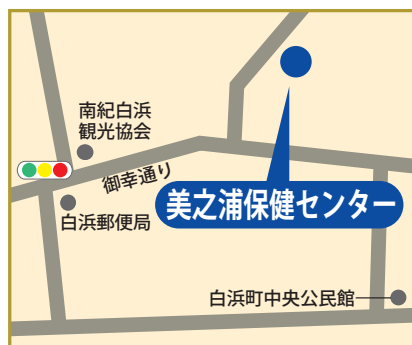 南紀白浜
観光協会
御幸通り
白浜郵便局
美之浦保健センター
白浜町中央公民館